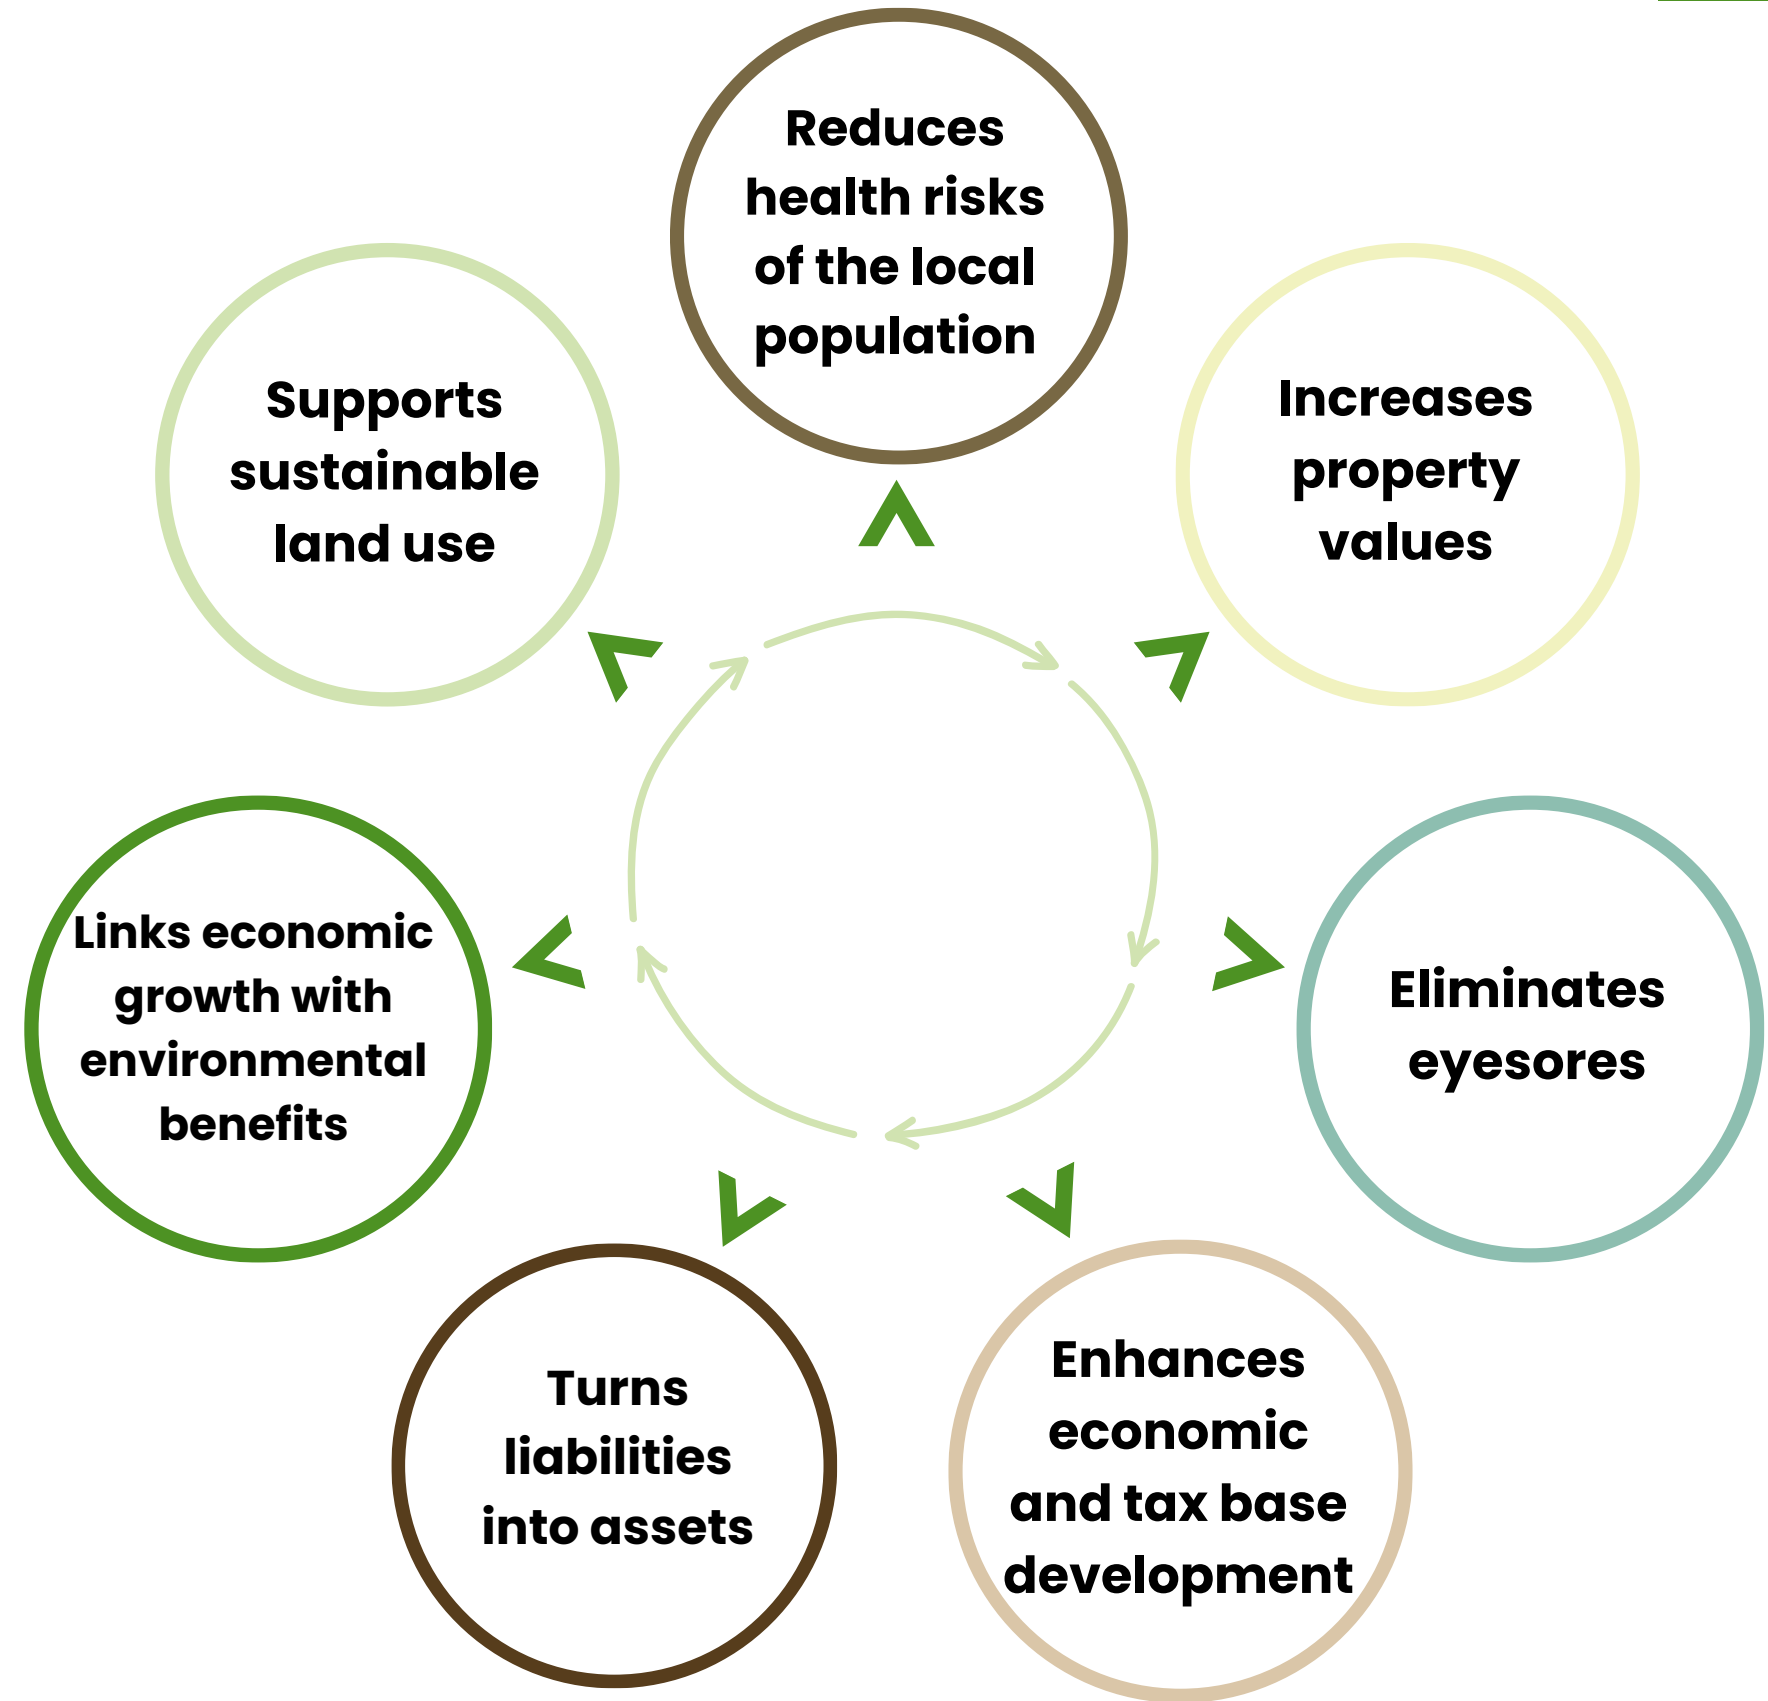 Reduces
health risks
of the local
population
Increases
property
values
Eliminates
eyesores
Enhances
economic
and tax base
development
Turns
liabilities
into assets
Links economic
growth with
environmental
benefits
Supports
sustainable
land use